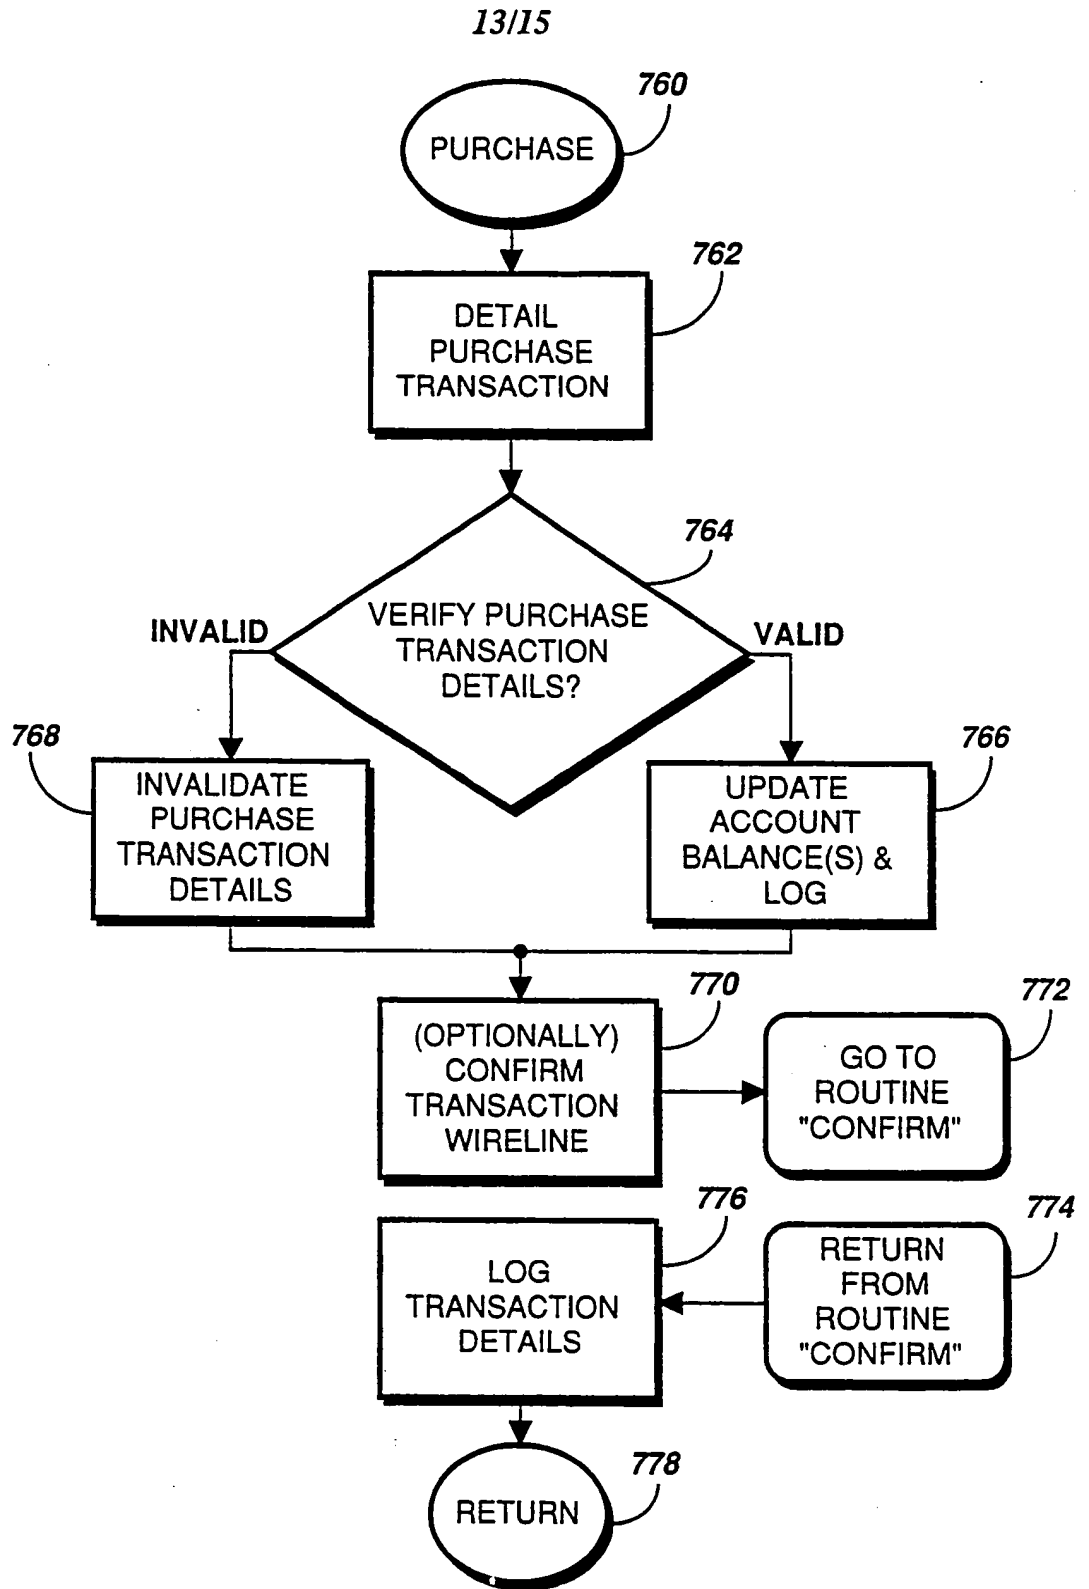 13/15
760
PURCHASE
762
DETAIL
PURCHASE
TRANSACTION
764
VERIFY PURCHASE
TRANSACTION
DETAILS?
INVALID
VALID
768
INVALIDATE
PURCHASE
TRANSACTION
DETAILS
766
UPDATE
ACCOUNT
BALANCE(S) &
LOG
770
(OPTIONALLY)
CONFIRM
TRANSACTION
WIRELINE
772
GO TO
ROUTINE
"CONFIRM"
776
LOG
TRANSACTION
DETAILS
774
RETURN
FROM
ROUTINE
"CONFIRM"
778
RETURN